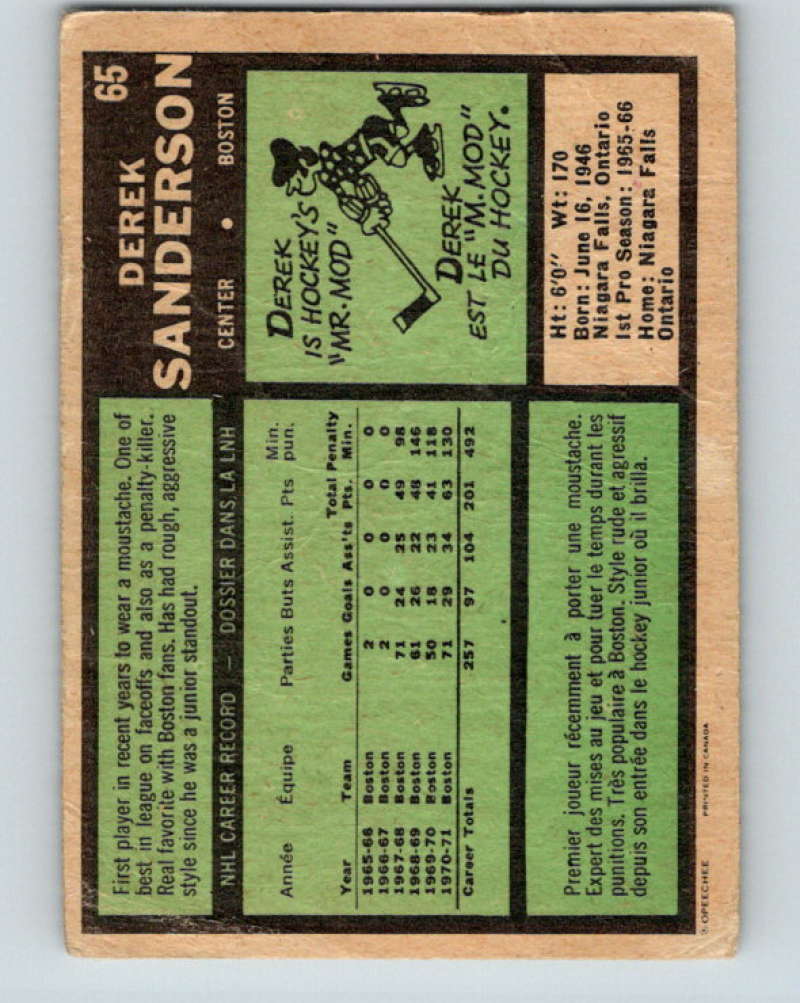 First player in recent years to wear a moustache. One of
best in league on faceoffs and also as a penalty-killer.
Real favorite with Boston fans. Has had rough, aggressive
style since he was a junior standout.
DEREK 65
SANDERSON
CENTER • BOSTON
NHL CAREER RECORD — DOSSIER DANS LA LNH
Année Équipe Parties Buts Assist. Pts Min. pun.
Year Team Games Goals Ass'ts Total Pts. Penalty Min.
1965-66 Boston 2 0 0 0 0
1966-67 Boston 2 0 0 0 0
1967-68 Boston 71 24 25 49 98
1968-69 Boston 61 26 22 48 146
1969-70 Boston 50 18 23 41 118
1970-71 Boston 71 29 34 63 130
Career Totals 257 97 104 201 492
DEREK
IS HOCKEY'S
"MR. MOD"
DEREK
EST LE "M. MOD"
DU HOCKEY.
Premier joueur récemment à porter une moustache.
Expert des mises au jeu et pour tuer le temps durant les
punitions. Très populaire à Boston. Style rude et agressif
depuis son entrée dans le hockey junior où il brilla.
Ht: 6'0" Wt: 170
Born: June 16, 1946
Niagara Falls, Ontario
1st Pro Season: 1965-66
Home: Niagara Falls
Ontario
© OPEECHEE PRINTED IN CANADA